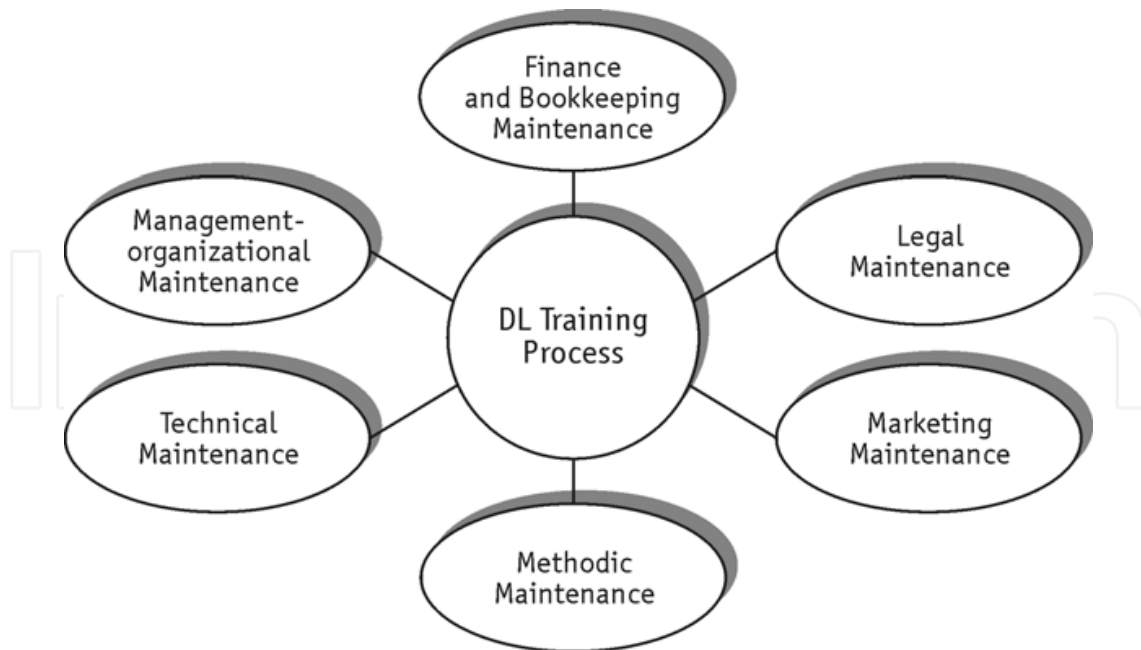 Finance
and Bookkeeping
Maintenance
Management-
organizational
Maintenance
Legal
Maintenance
DL Training
Process
Technical
Maintenance
Marketing
Maintenance
Methodic
Maintenance